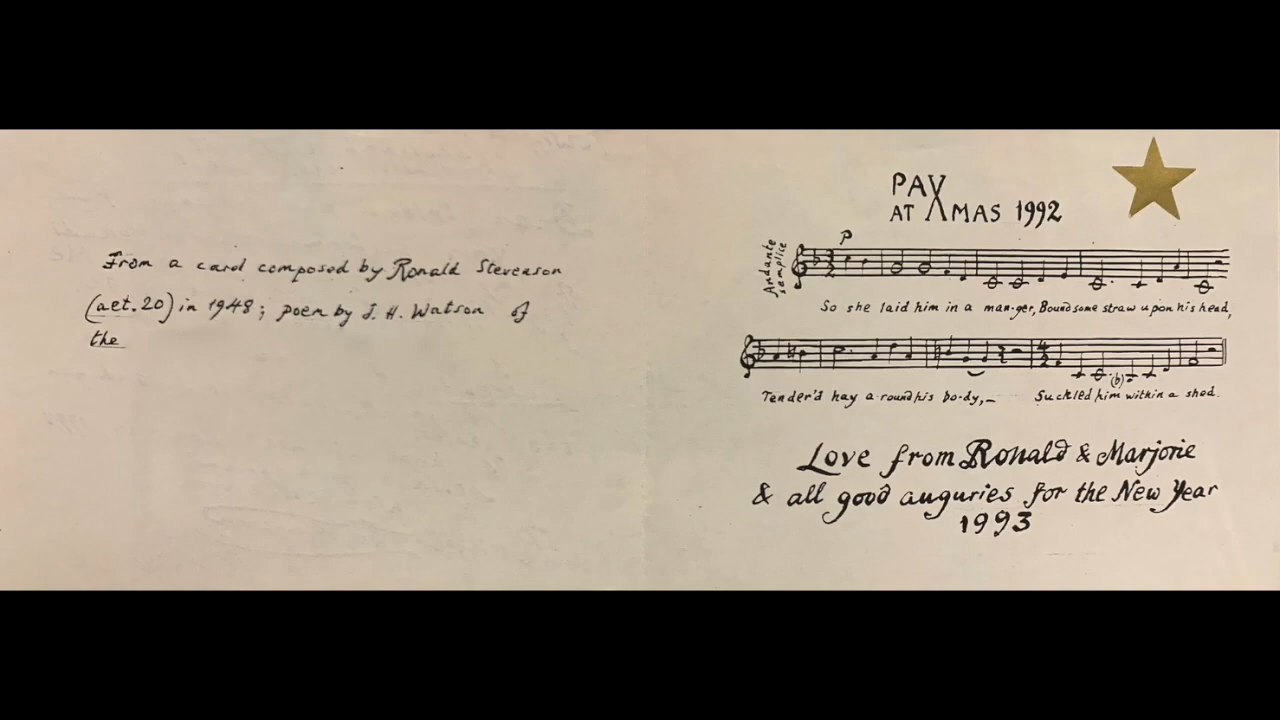 From a card composed by Ronald Stevenson
(aet. 20) in 1948; poem by J. H. Watson of
the
PAX
AT XMAS 1992
Andante
semplice
P
So she laid him in a man-ger, Bound some straw upon his head,
Tender'd hay a-round his bo-dy,–
Suckled him within a shed.
Love from Ronald & Marjorie
& all good auguries for the New Year
1993